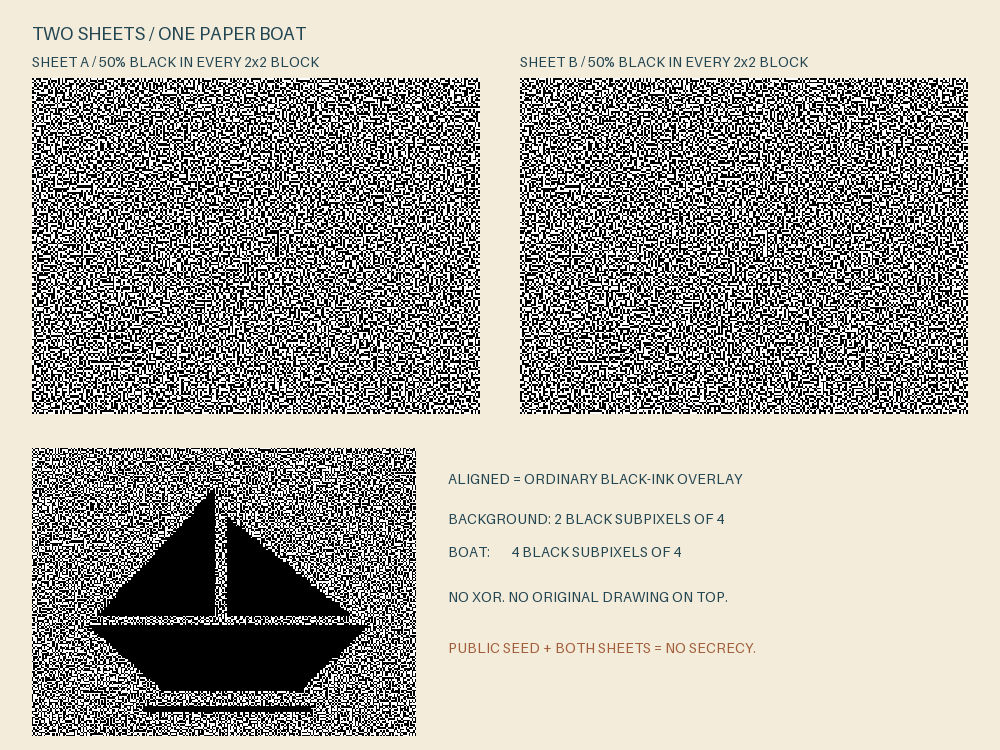 TWO SHEETS / ONE PAPER BOAT
SHEET A / 50% BLACK IN EVERY 2x2 BLOCK
SHEET B / 50% BLACK IN EVERY 2x2 BLOCK
ALIGNED = ORDINARY BLACK-INK OVERLAY
BACKGROUND: 2 BLACK SUBPIXELS OF 4
BOAT: 4 BLACK SUBPIXELS OF 4
NO XOR. NO ORIGINAL DRAWING ON TOP.
PUBLIC SEED + BOTH SHEETS = NO SECRECY.